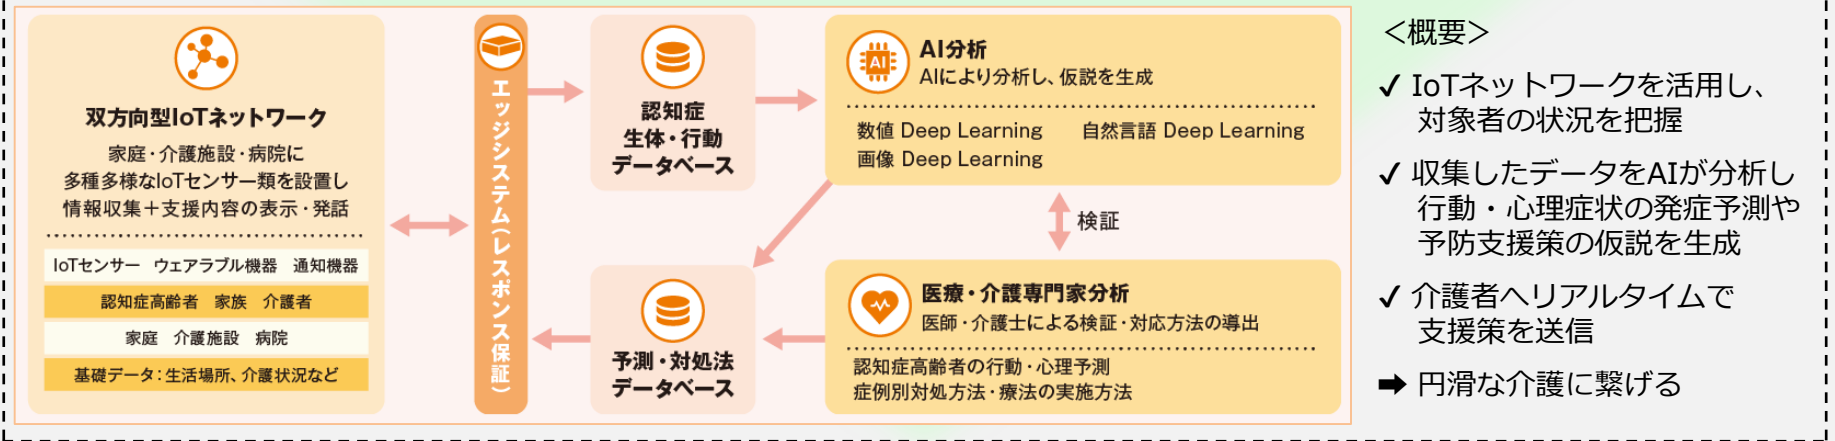 双方向型IoTネットワーク
家庭・介護施設・病院に
多種多様なIoTセンサー類を設置し
情報収集＋支援内容の表示・発話
IoTセンサー　ウェアラブル機器　通知機器
認知症高齢者　家族　介護者
家庭　介護施設　病院
基礎データ：生活場所、介護状況など
エッジシステム（レスポンス保証）
認知症
生体・行動
データベース
予測・対処法
データベース
AI
AI分析
AIにより分析し、仮説を生成
数値 Deep Learning　自然言語 Deep Learning
画像 Deep Learning
検証
医療・介護専門家分析
医師・介護士による検証・対応方法の導出
認知症高齢者の行動・心理予測
症例別対処方法・療法の実施方法
＜概要＞
✓ IoTネットワークを活用し、
対象者の状況を把握
✓ 収集したデータをAIが分析し
行動・心理症状の発症予測や
予防支援策の仮説を生成
✓ 介護者へリアルタイムで
支援策を送信
➡ 円滑な介護に繋げる